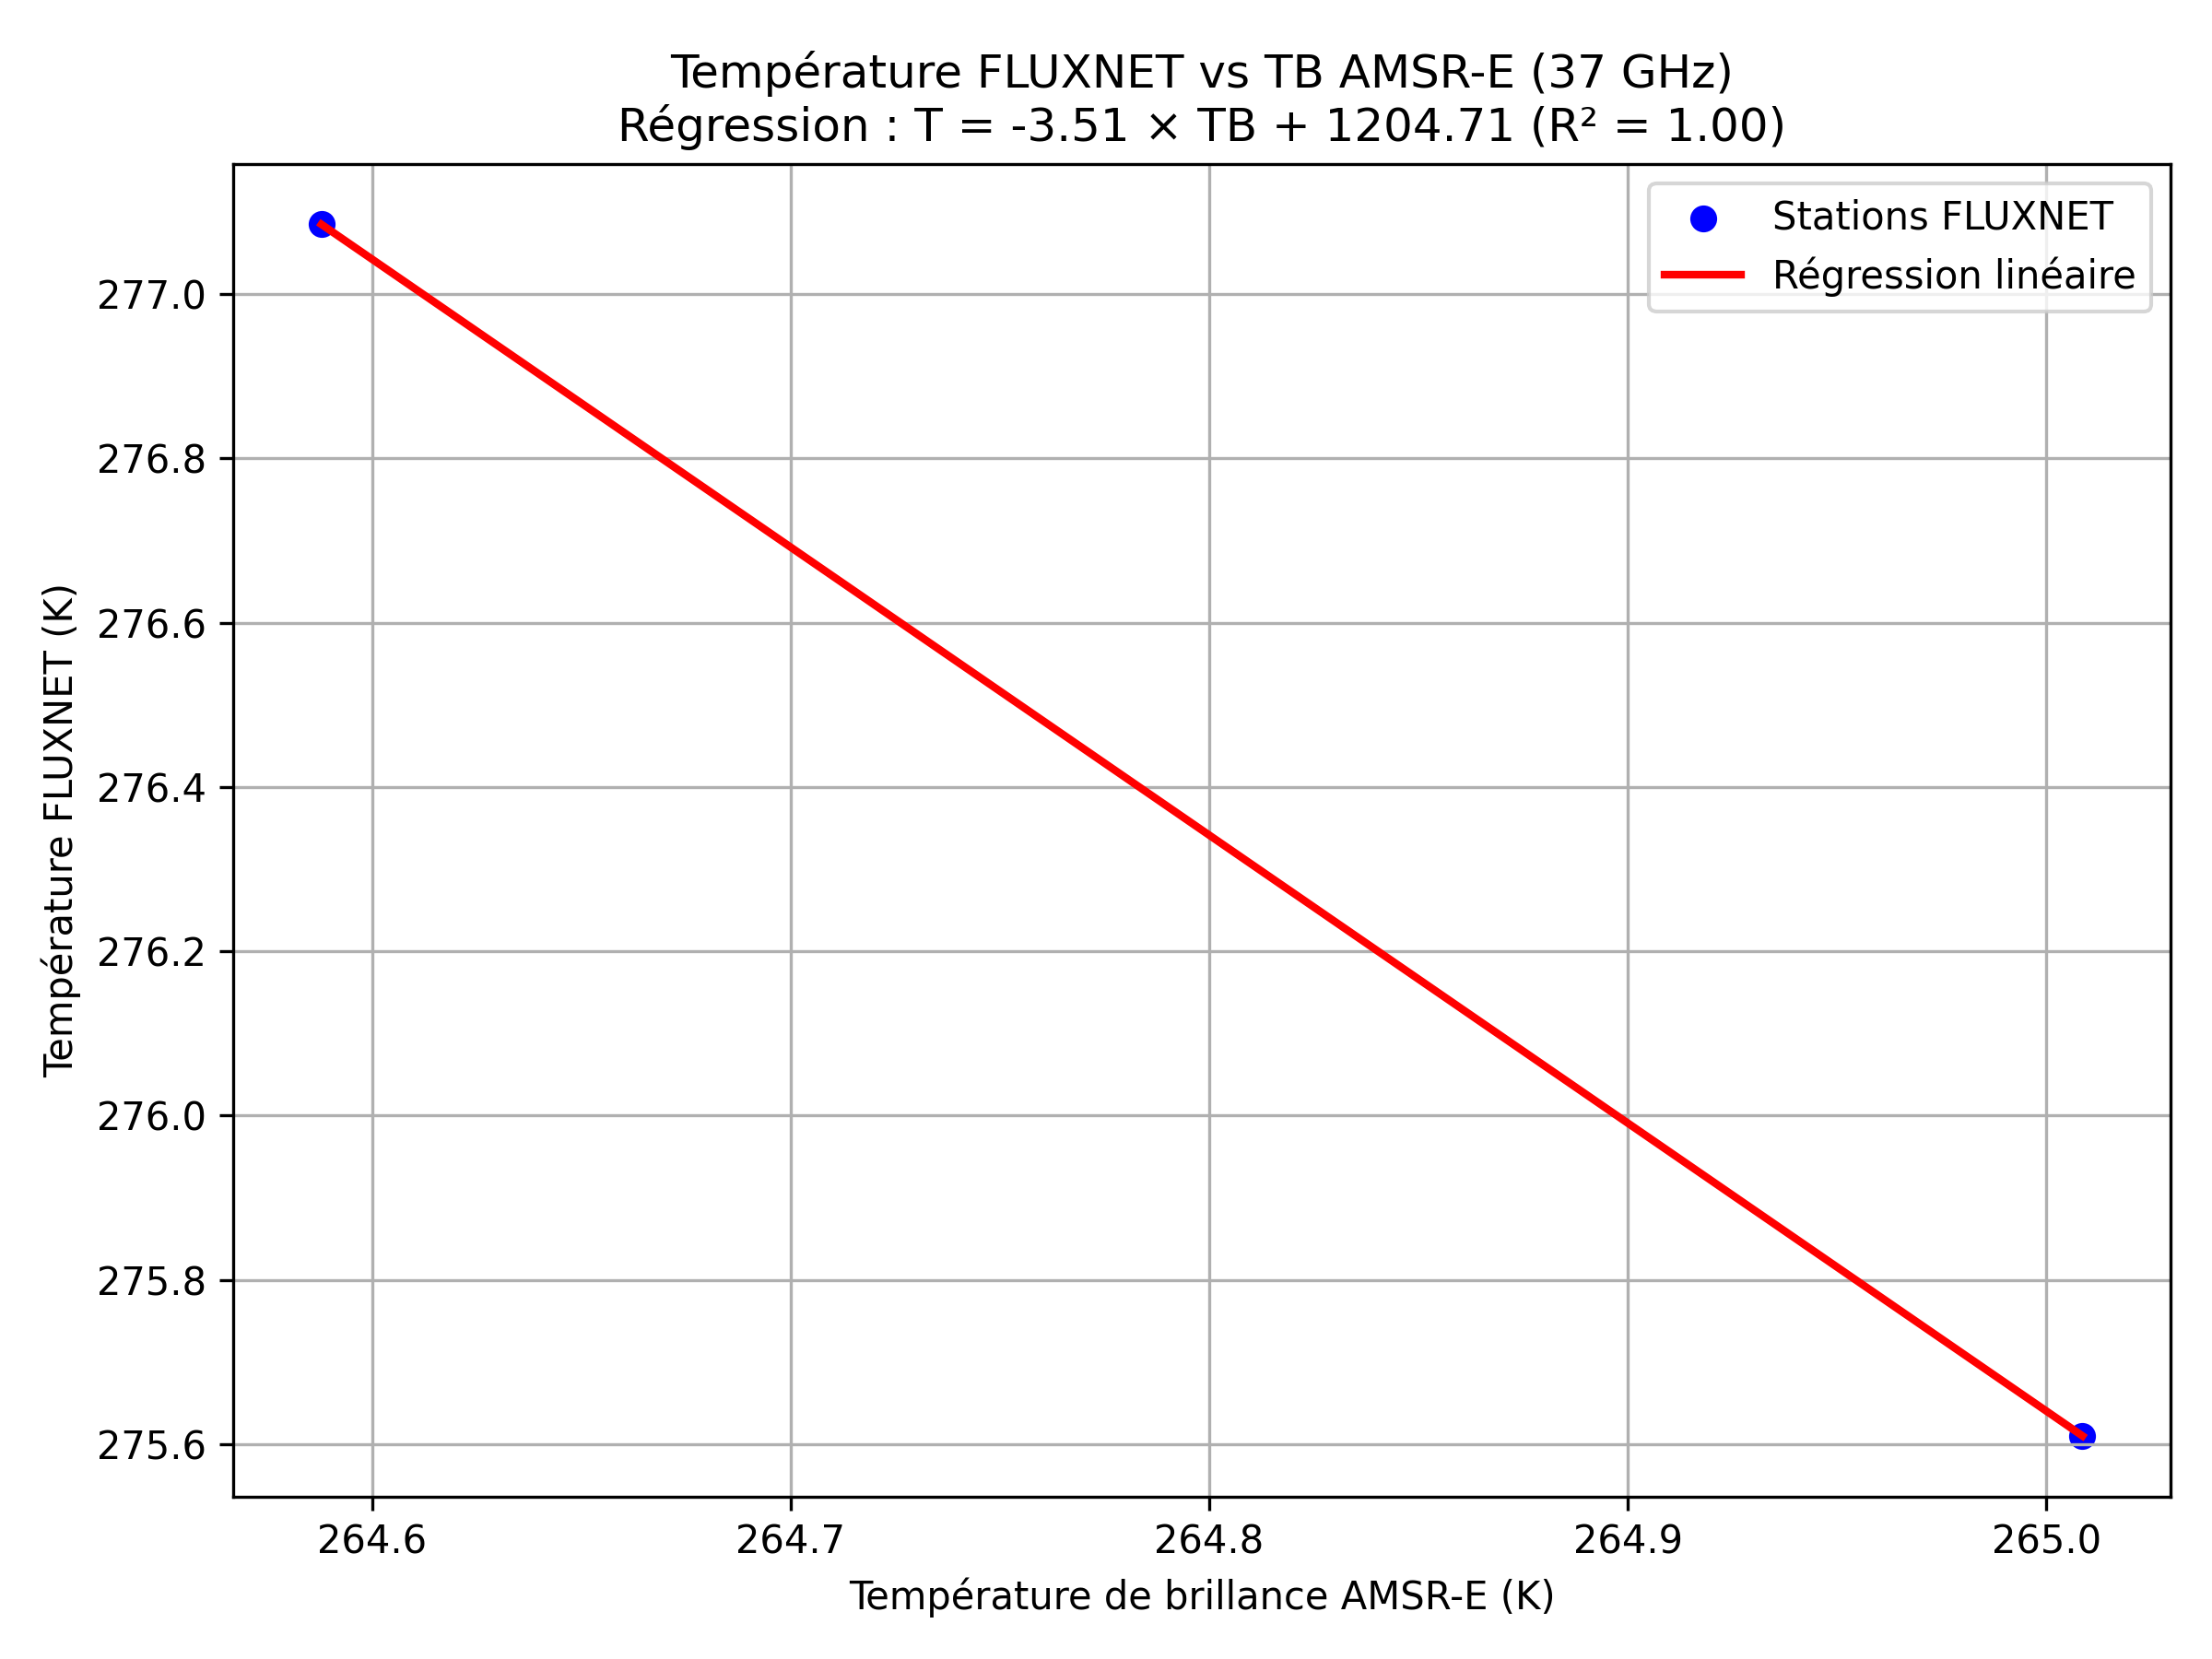 Température FLUXNET vs TB AMSR-E (37 GHz)
Régression : T = -3.51 × TB + 1204.71 (R² = 1.00)
Stations FLUXNET
Régression linéaire
Température FLUXNET (K)
277.0
276.8
276.6
276.4
276.2
276.0
275.8
275.6
264.6 264.7 264.8 264.9 265.0
Température de brillance AMSR-E (K)